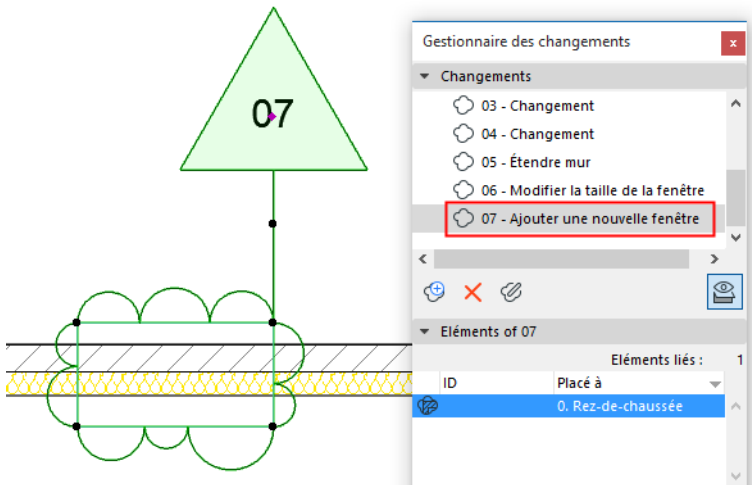 07
Gestionnaire des changements
x
Changements
03 - Changement
04 - Changement
05 - Étendre mur
06 - Modifier la taille de la fenêtre
07 - Ajouter une nouvelle fenêtre
Eléments of 07
Eléments liés : 1
ID Placé à
0. Rez-de-chaussée